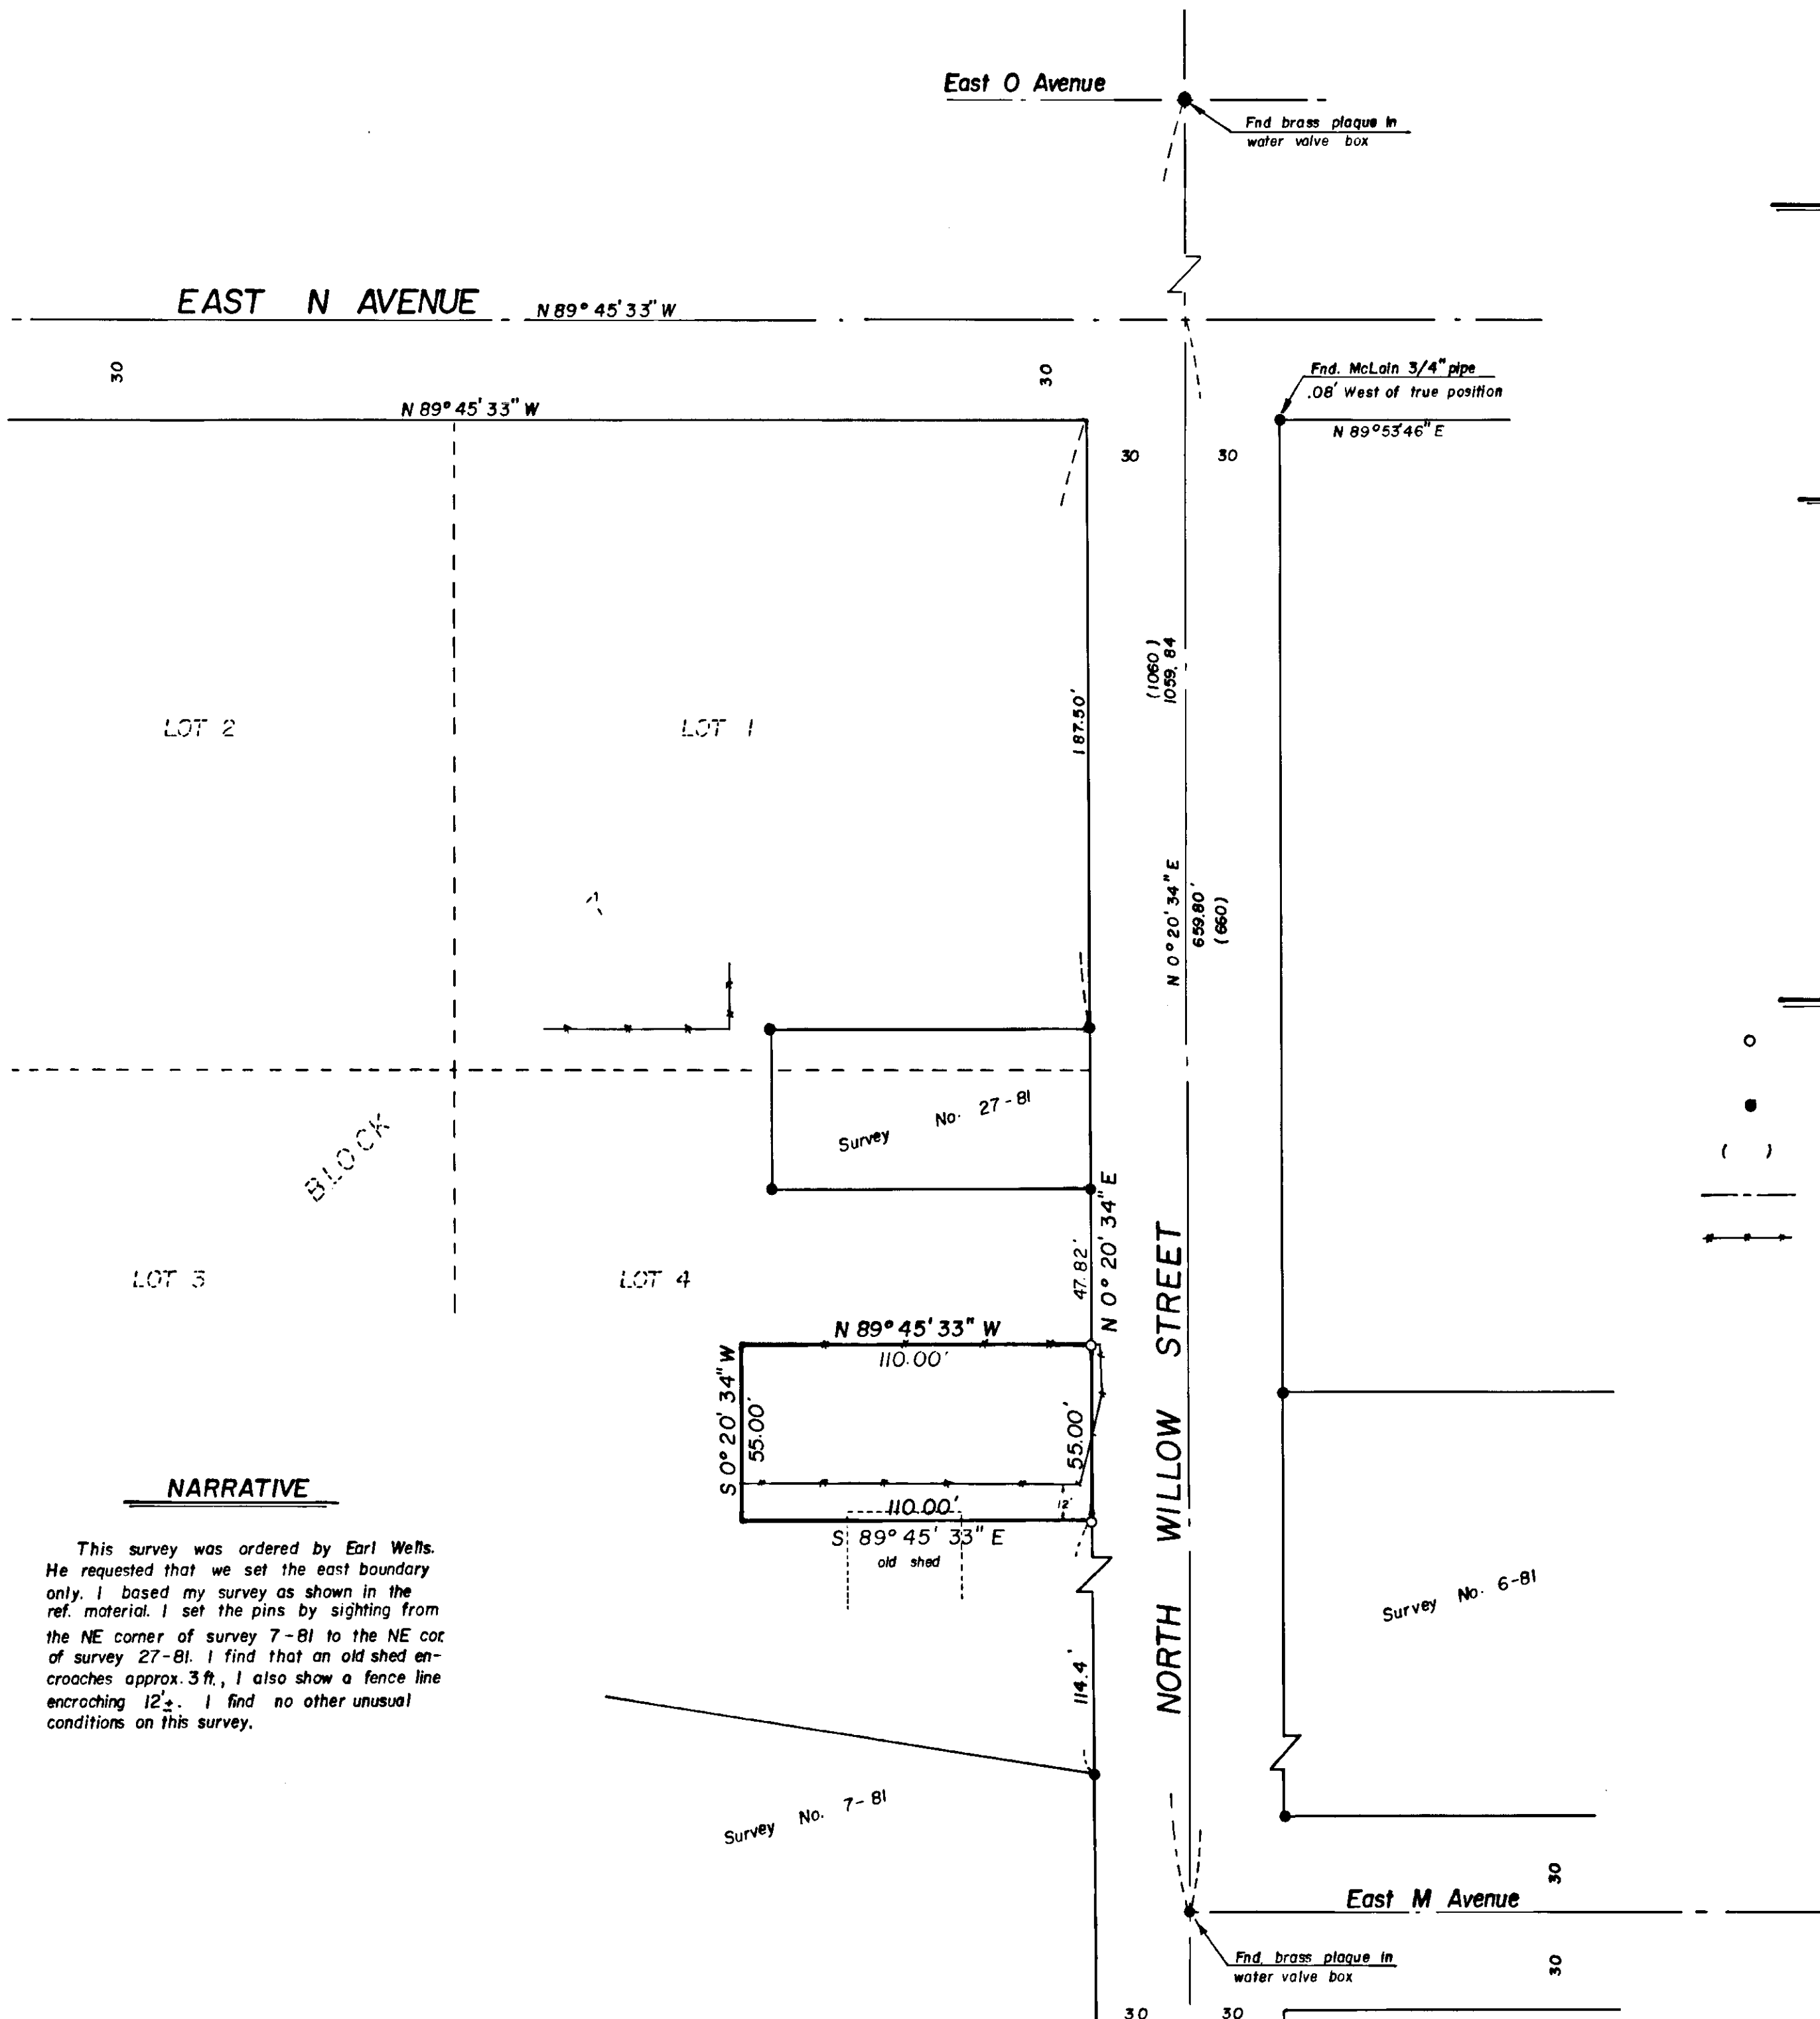 East O Avenue
Fnd brass plaque in
water valve box
EAST N AVENUE
N 89° 45' 33" W
30
30
Fnd. McLain 3/4" pipe
.08' West of true position
N 89° 45' 33" W
N 89° 53' 46" E
30
30
(1060)
1059.84
187.50'
LOT 2
LOT 1
N 0° 20' 34" E
659.80'
(660)
Survey No. 27-81
BLOCK
( )
N 0° 20' 34" E
47.82'
LOT 3
LOT 4
NORTH WILLOW STREET
N 89° 45' 33" W
110.00'
S 0° 20' 34" W
55.00'
55.00'
12'
110.00'
S 89° 45' 33" E
old shed
NARRATIVE
This survey was ordered by Earl Wells.
He requested that we set the east boundary
only. I based my survey as shown in the
ref. material. I set the pins by sighting from
the NE corner of survey 7-81 to the NE cor.
of survey 27-81. I find that an old shed en-
croaches approx. 3 ft., I also show a fence line
encroching 12'±. I find no other unusual
conditions on this survey.
Survey No. 6-81
114.4'
Survey No. 7-81
30
East M Avenue
Fnd. brass plaque in
water valve box
30
30
30